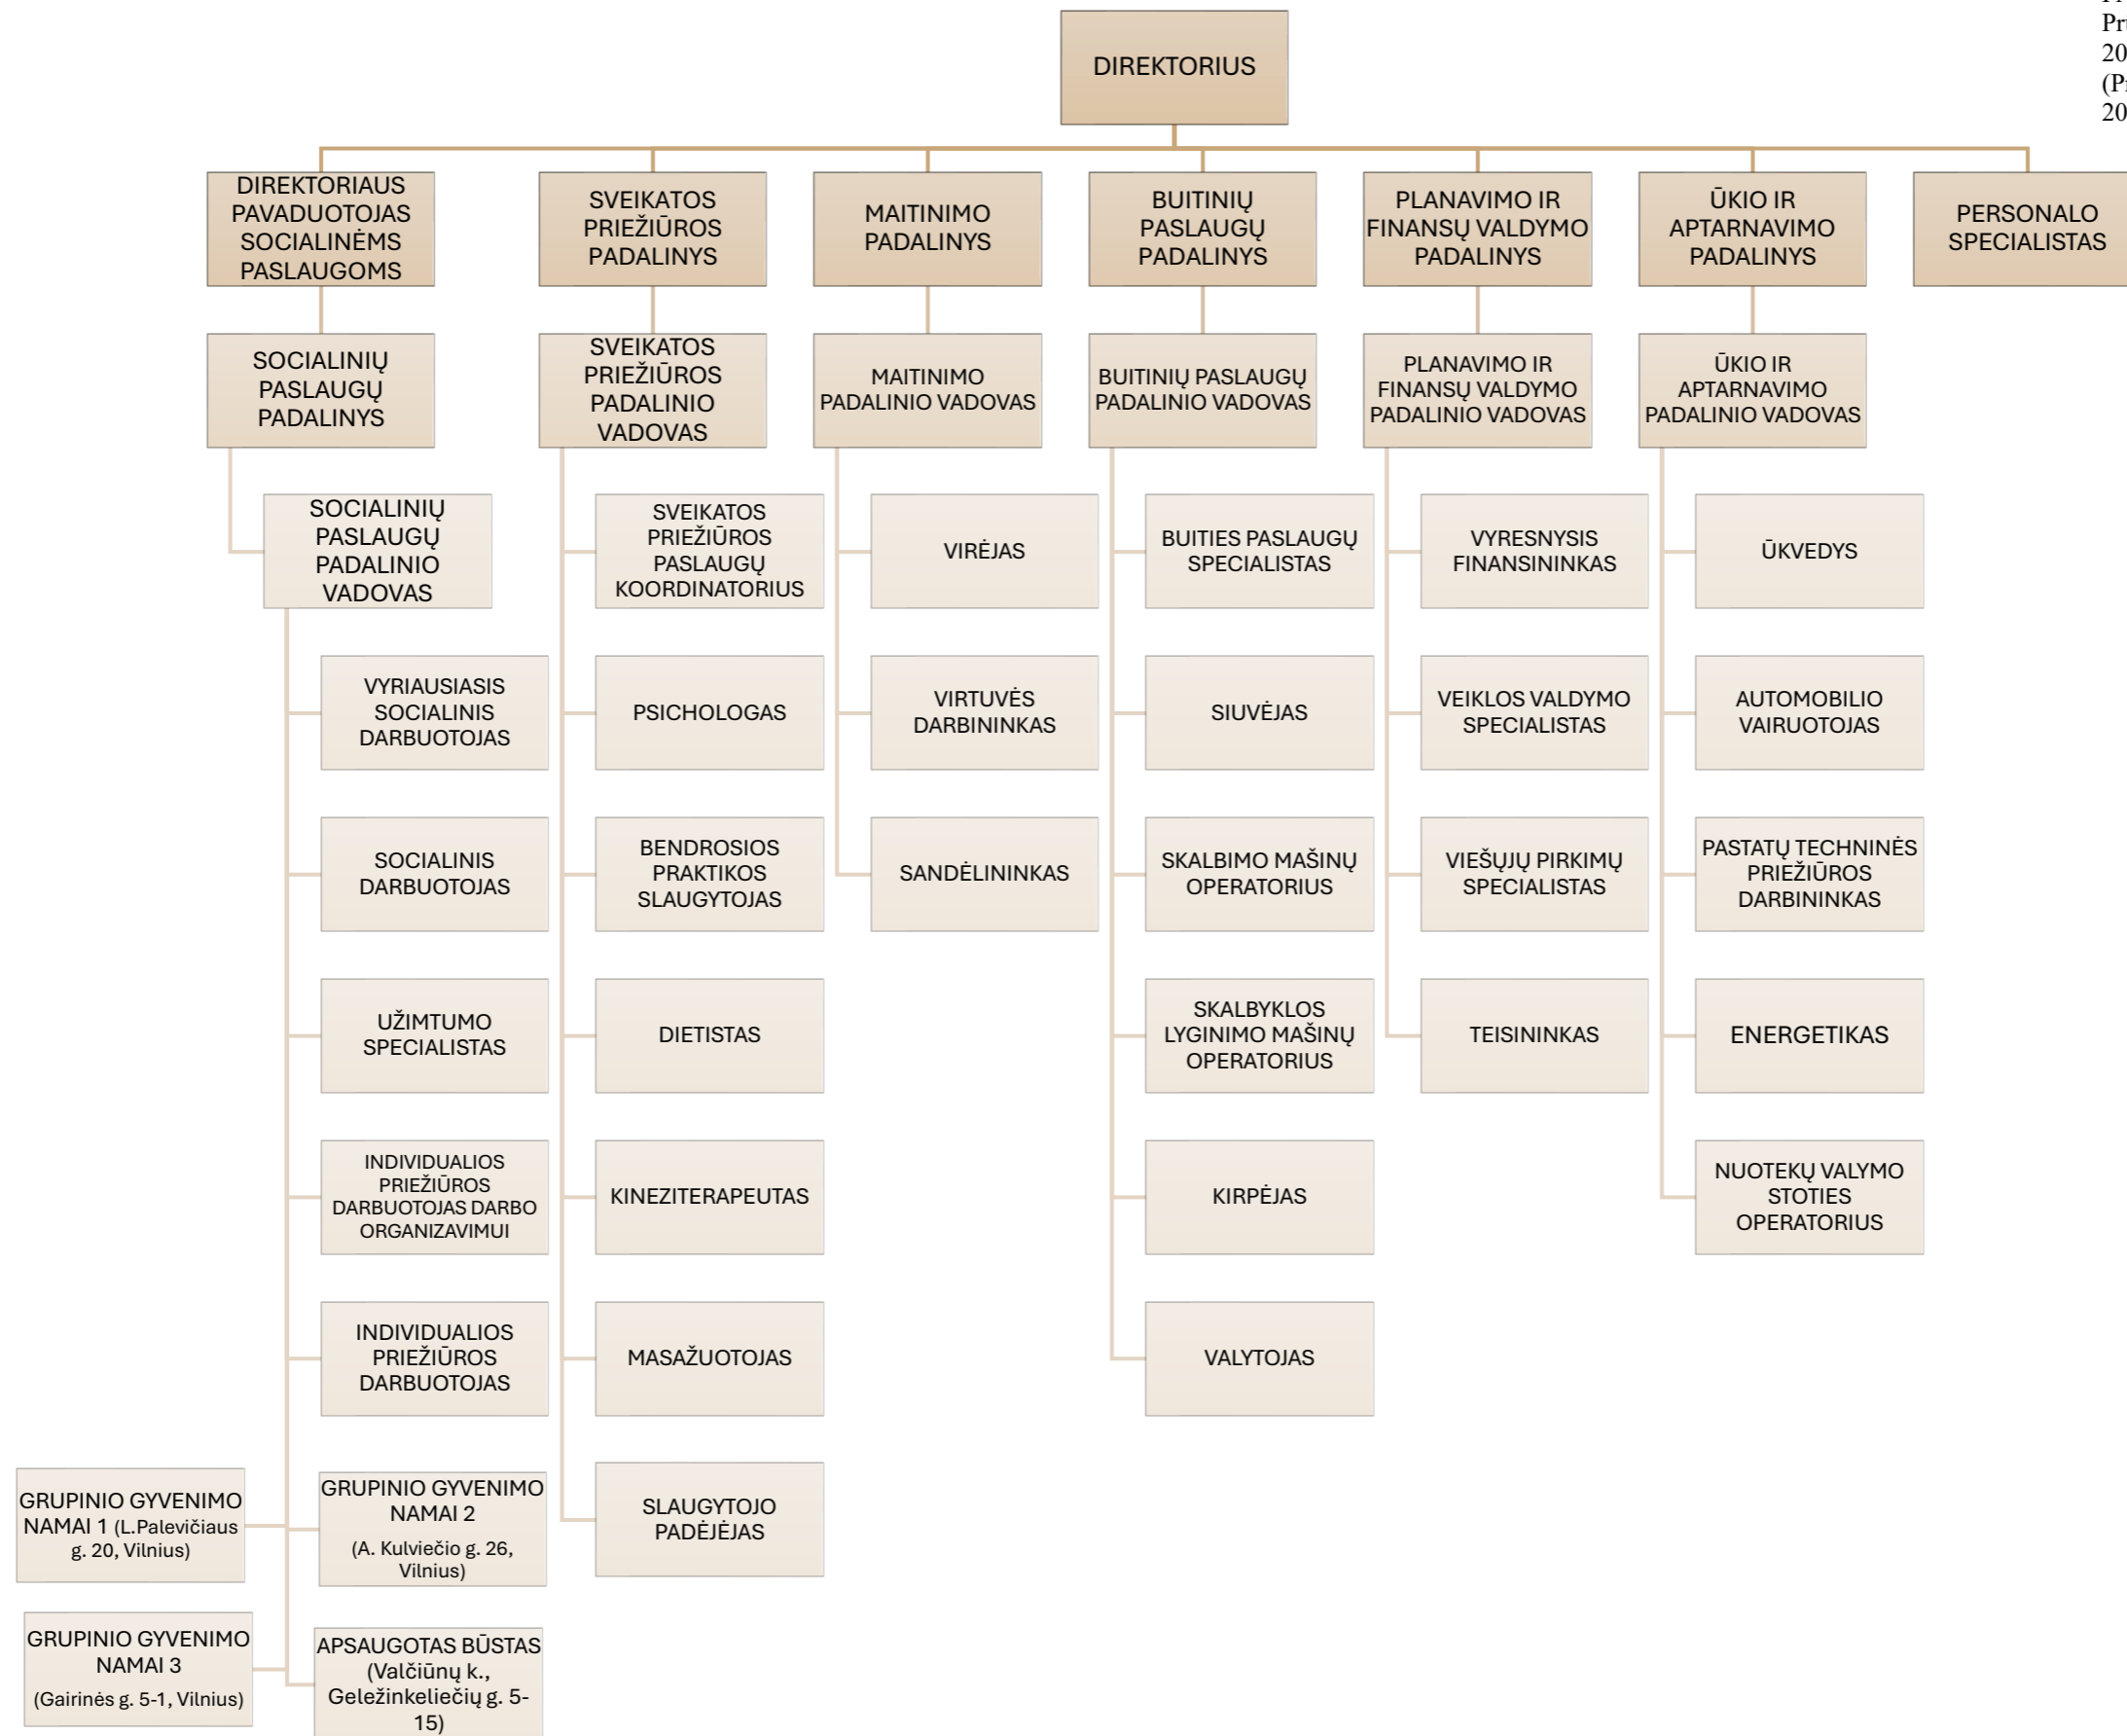 DIREKTORIUS
Pr
20
(P
20
DIREKTORIAUS
PAVADUOTOJAS
SOCIALINĖMS
PASLAUGOMS
SVEIKATOS
PRIEŽIŪROS
PADALINYS
MAITINIMO
PADALINYS
BUITINIŲ
PASLAUGŲ
PADALINYS
PLANAVIMO IR
FINANSŲ VALDYMO
PADALINYS
ŪKIO IR
APTARNAVIMO
PADALINYS
PERSONALO
SPECIALISTAS
SOCIALINIŲ
PASLAUGŲ
PADALINYS
SVEIKATOS
PRIEŽIŪROS
PADALINIO
VADOVAS
MAITINIMO
PADALINIO VADOVAS
BUITINIŲ PASLAUGŲ
PADALINIO VADOVAS
PLANAVIMO IR
FINANSŲ VALDYMO
PADALINIO VADOVAS
ŪKIO IR
APTARNAVIMO
PADALINIO VADOVAS
SOCIALINIŲ
PASLAUGŲ
PADALINIO
VADOVAS
SVEIKATOS
PRIEŽIŪROS
PASLAUGŲ
KOORDINATORIUS
VIRĖJAS
BUITIES PASLAUGŲ
SPECIALISTAS
VYRESNYSIS
FINANSININKAS
ŪKVEDYS
VYRIAUSIASIS
SOCIALINIS
DARBUOTOJAS
PSICHOLOGAS
VIRTUVĖS
DARBININKAS
SIUVĖJAS
VEIKLOS VALDYMO
SPECIALISTAS
AUTOMOBILIO
VAIRUOTOJAS
SOCIALINIS
DARBUOTOJAS
BENDROSIOS
PRAKTIKOS
SLAUGYTOJAS
SANDĖLININKAS
SKALBIMO MAŠINŲ
OPERATORIUS
VIEŠŲJŲ PIRKIMŲ
SPECIALISTAS
PASTATŲ TECHNINĖS
PRIEŽIŪROS
DARBININKAS
UŽIMTUMO
SPECIALISTAS
DIETISTAS
SKALBYKLOS
LYGINIMO MAŠINŲ
OPERATORIUS
TEISININKAS
ENERGETIKAS
INDIVIDUALIOS
PRIEŽIŪROS
DARBUOTOJAS DARBO
ORGANIZAVIMUI
KINEZITERAPEUTAS
KIRPĖJAS
NUOTEKŲ VALYMO
STOTIES
OPERATORIUS
INDIVIDUALIOS
PRIEŽIŪROS
DARBUOTOJAS
MASAŽUOTOJAS
VALYTOJAS
GRUPINIO GYVENIMO
NAMAI 1 (L.Palevičiaus
g. 20, Vilnius)
GRUPINIO GYVENIMO
NAMAI 2
(A. Kulviečio g. 26,
Vilnius)
SLAUGYTOJO
PADĖJĖJAS
GRUPINIO GYVENIMO
NAMAI 3
(Gairinės g. 5-1, Vilnius)
APSAUGOTAS BŪSTAS
(Valčiūnų k.,
Geležinkeliečių g. 5-
15)